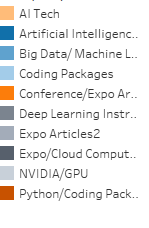 AI Tech
Artificial Intelligenc..
Big Data/ Machine L..
Coding Packages
Conference/Expo Ar..
Deep Learning Instr..
Expo Articles2
Expo/Cloud Comput..
NVIDIA/GPU
Python/Coding Pack..